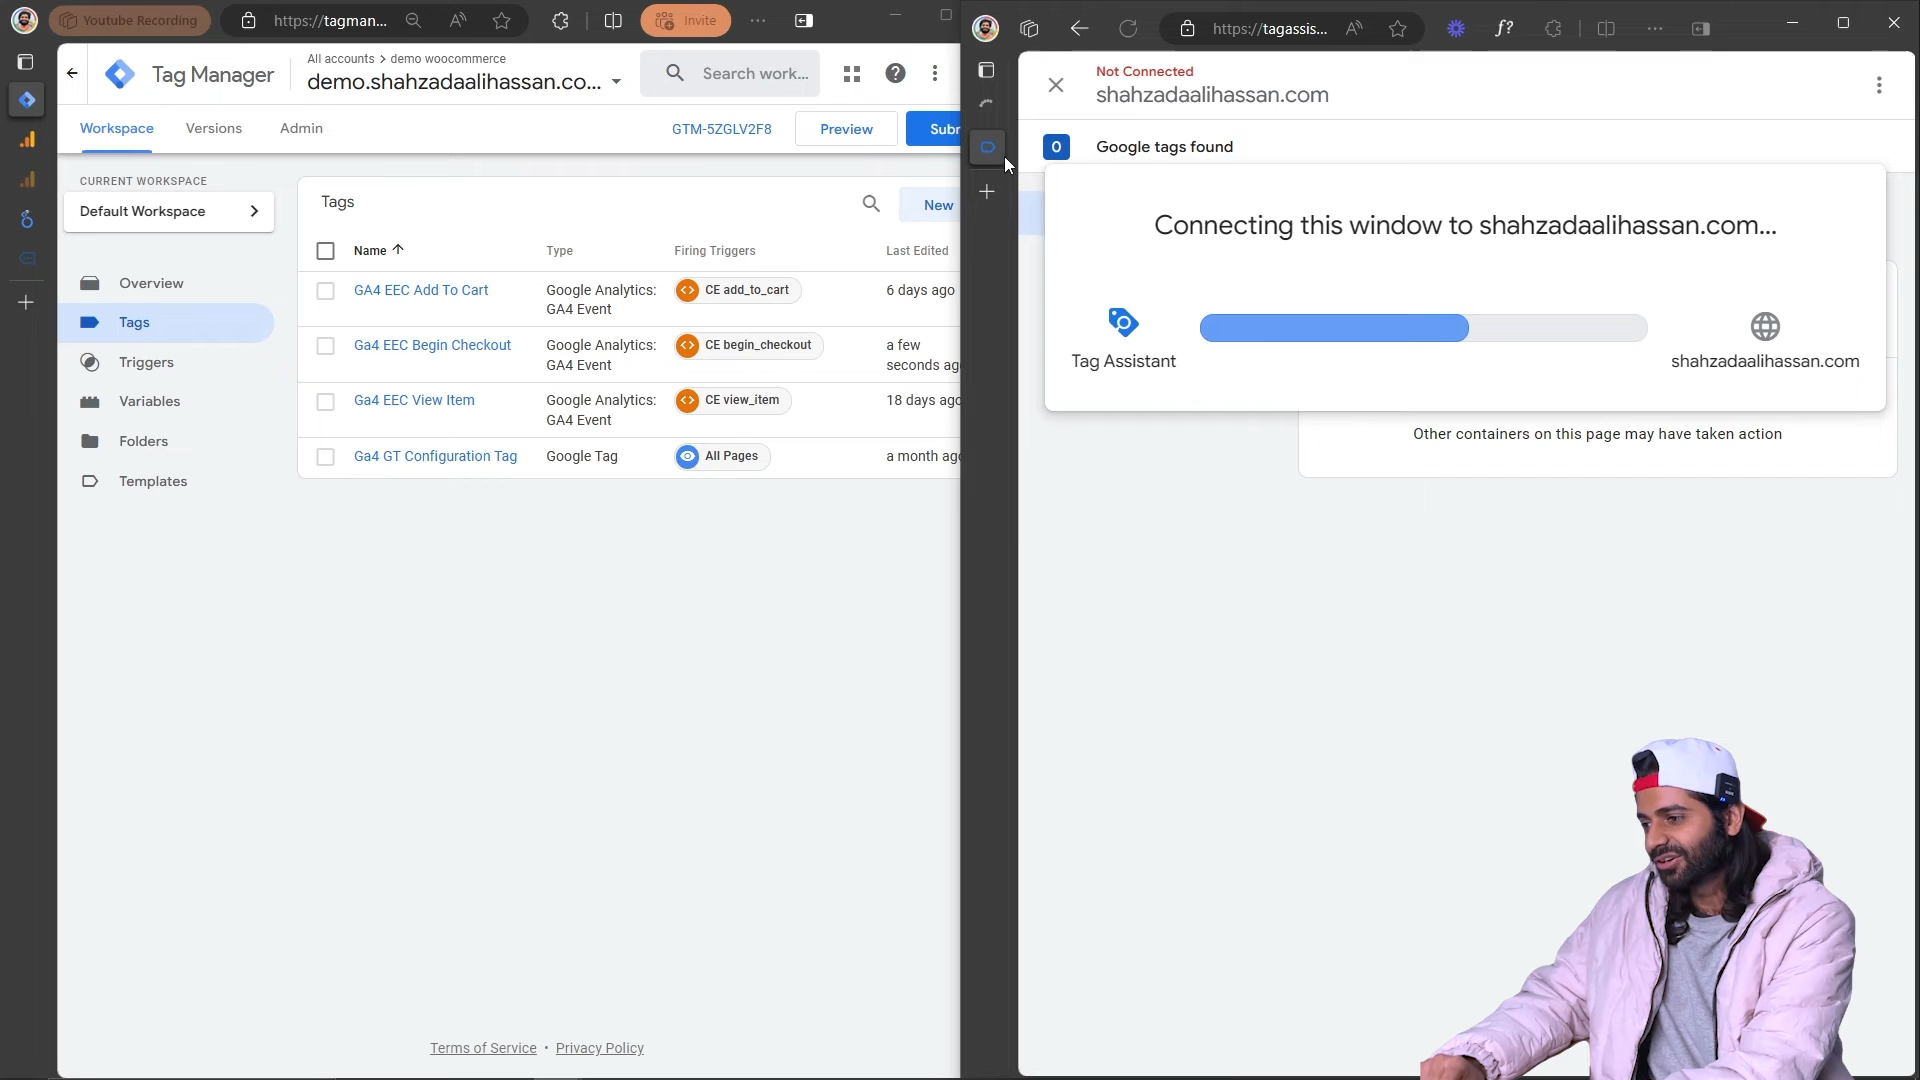 Youtube Recording
https://tagman...
Invite
Tag Manager
All accounts > demo woocommerce
demo.shahzadaalihassan.co...
Search work...
Workspace
Versions
Admin
GTM-5ZGLV2F8
Preview
Subr
CURRENT WORKSPACE
Default Workspace
Overview
Tags
Triggers
Variables
Folders
Templates
Tags
New
Name
Type
Firing Triggers
Last Edited
GA4 EEC Add To Cart
Google Analytics:
GA4 Event
CE add_to_cart
6 days ago
Ga4 EEC Begin Checkout
Google Analytics:
GA4 Event
CE begin_checkout
a few
seconds ag
Ga4 EEC View Item
Google Analytics:
GA4 Event
CE view_item
18 days ago
Ga4 GT Configuration Tag
Google Tag
All Pages
a month ag
Terms of Service • Privacy Policy
https://tagassis...
f?
Not Connected
shahzadaalihassan.com
0
Google tags found
Connecting this window to shahzadaalihassan.com...
Tag Assistant
shahzadaalihassan.com
Other containers on this page may have taken action